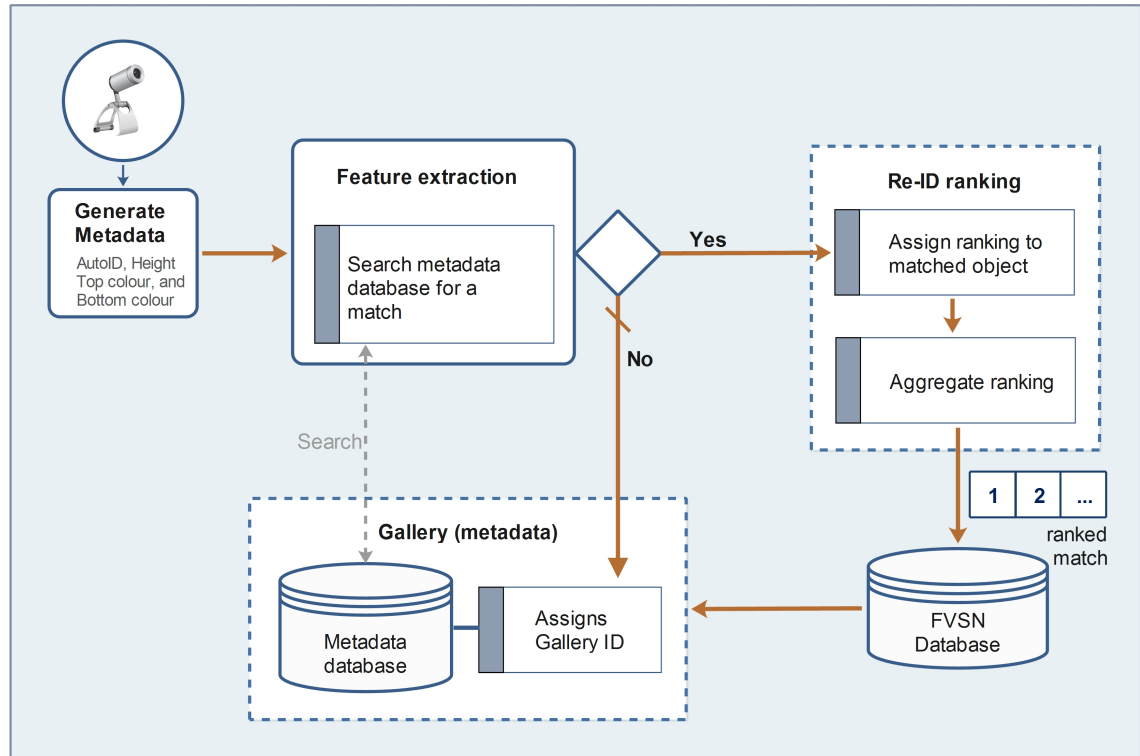 Generate
Metadata
AutoID, Height
Top colour, and
Bottom colour
Feature extraction
Search metadata
database for a
match
Yes
No
Re-ID ranking
Assign ranking to
matched object
Aggregate ranking
1 2 ...
ranked
match
Search
Gallery (metadata)
Metadata
database
Assigns
Gallery ID
FVSN
Database